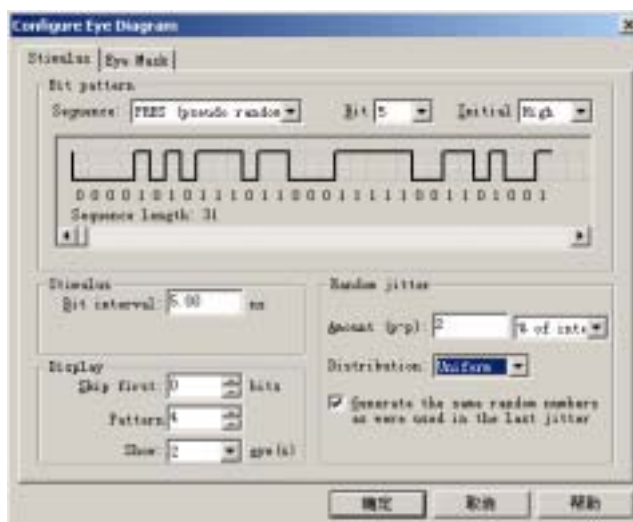 Configure Eye Diagram
Stimulus Eye Mask
Bit pattern
Sequence: PRBS (pseudo random Bit 5 Initial High
0 0 0 0 1 0 1 0 1 1 1 0 1 1 0 0 0 1 1 1 1 1 0 0 1 1 0 1 0 0 1
Sequence Length: 31
Stimulus
Bit interval: 5.00 ns
Random jitter
Amount (p-p): 2 % of inte
Distribution: Uniform
Generate the same random numbers
as were used in the last jitter
Display
Skip first: 0 bits
Pattern 4
Show: 2 eye(s)
确定 取消 帮助